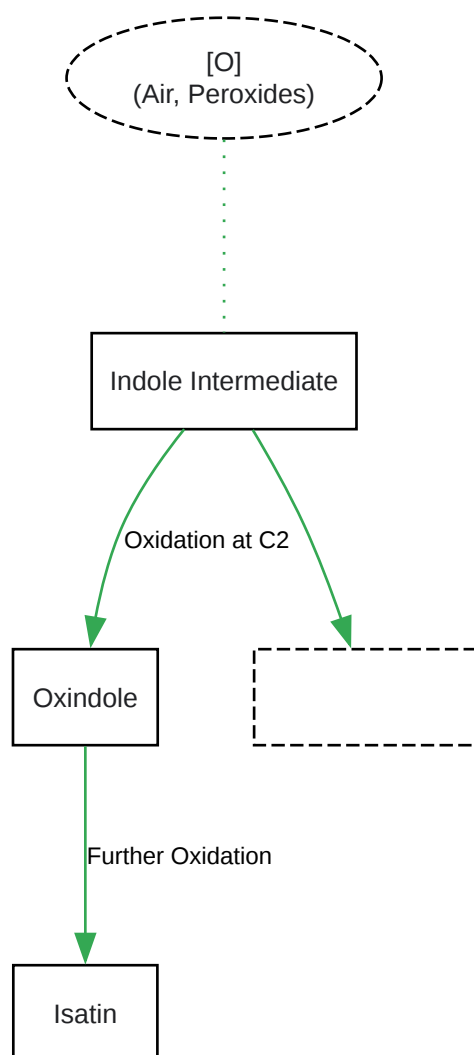 [O]
(Air, Peroxides)
Indole Intermediate
Oxidation at C2
Oxindole
Further Oxidation
Isatin